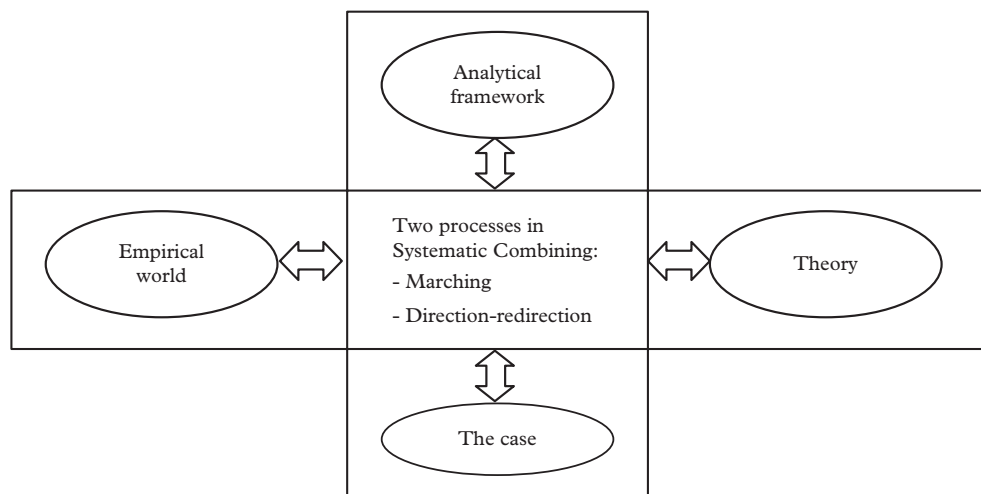 Analytical
framework
Empirical
world
Two processes in
Systematic Combining:
- Marching
- Direction-redirection
Theory
The case